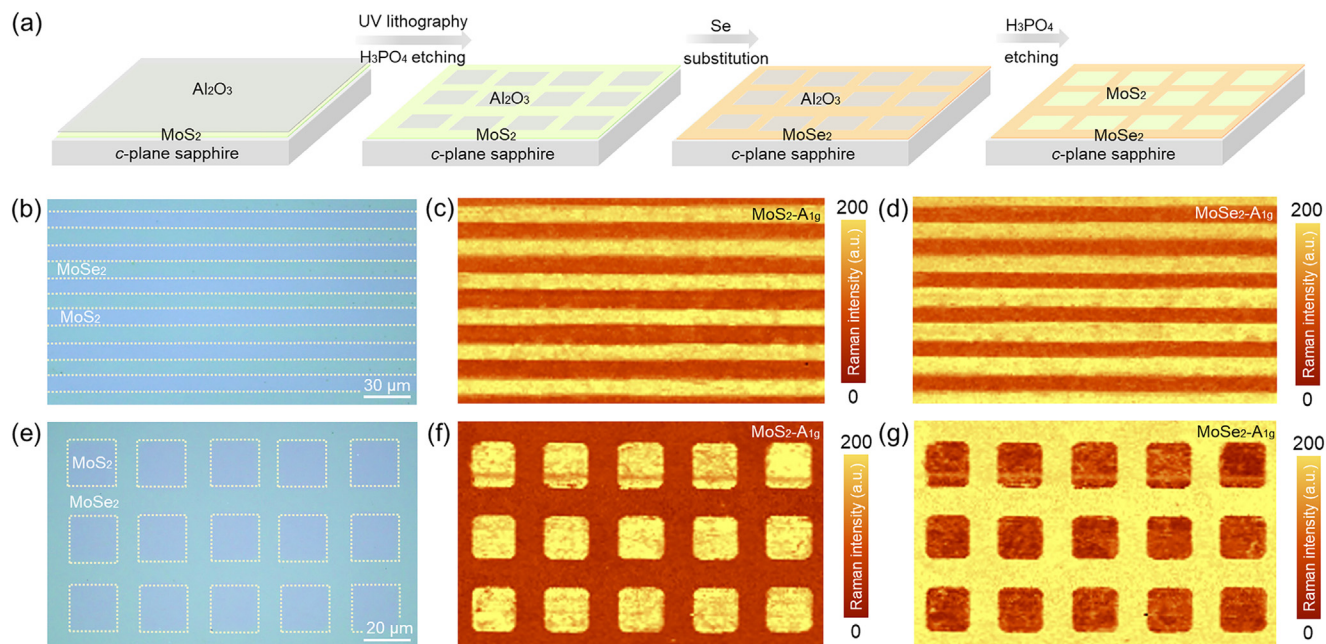 (a)
UV lithography
H₃PO₄ etching
Se
substitution
H₃PO₄
etching
Al₂O₃
MoS₂
c-plane sapphire
Al₂O₃
MoS₂
c-plane sapphire
Al₂O₃
MoSe₂
c-plane sapphire
MoS₂
MoSe₂
c-plane sapphire
(b)
MoSe₂
MoS₂
30 µm
(c)
MoS₂-A₁g
200
Raman intensity (a.u.)
0
(d)
MoSe₂-A₁g
200
Raman intensity (a.u.)
0
(e)
MoS₂
MoSe₂
20 µm
(f)
MoS₂-A₁g
200
Raman intensity (a.u.)
0
(g)
MoSe₂-A₁g
200
Raman intensity (a.u.)
0